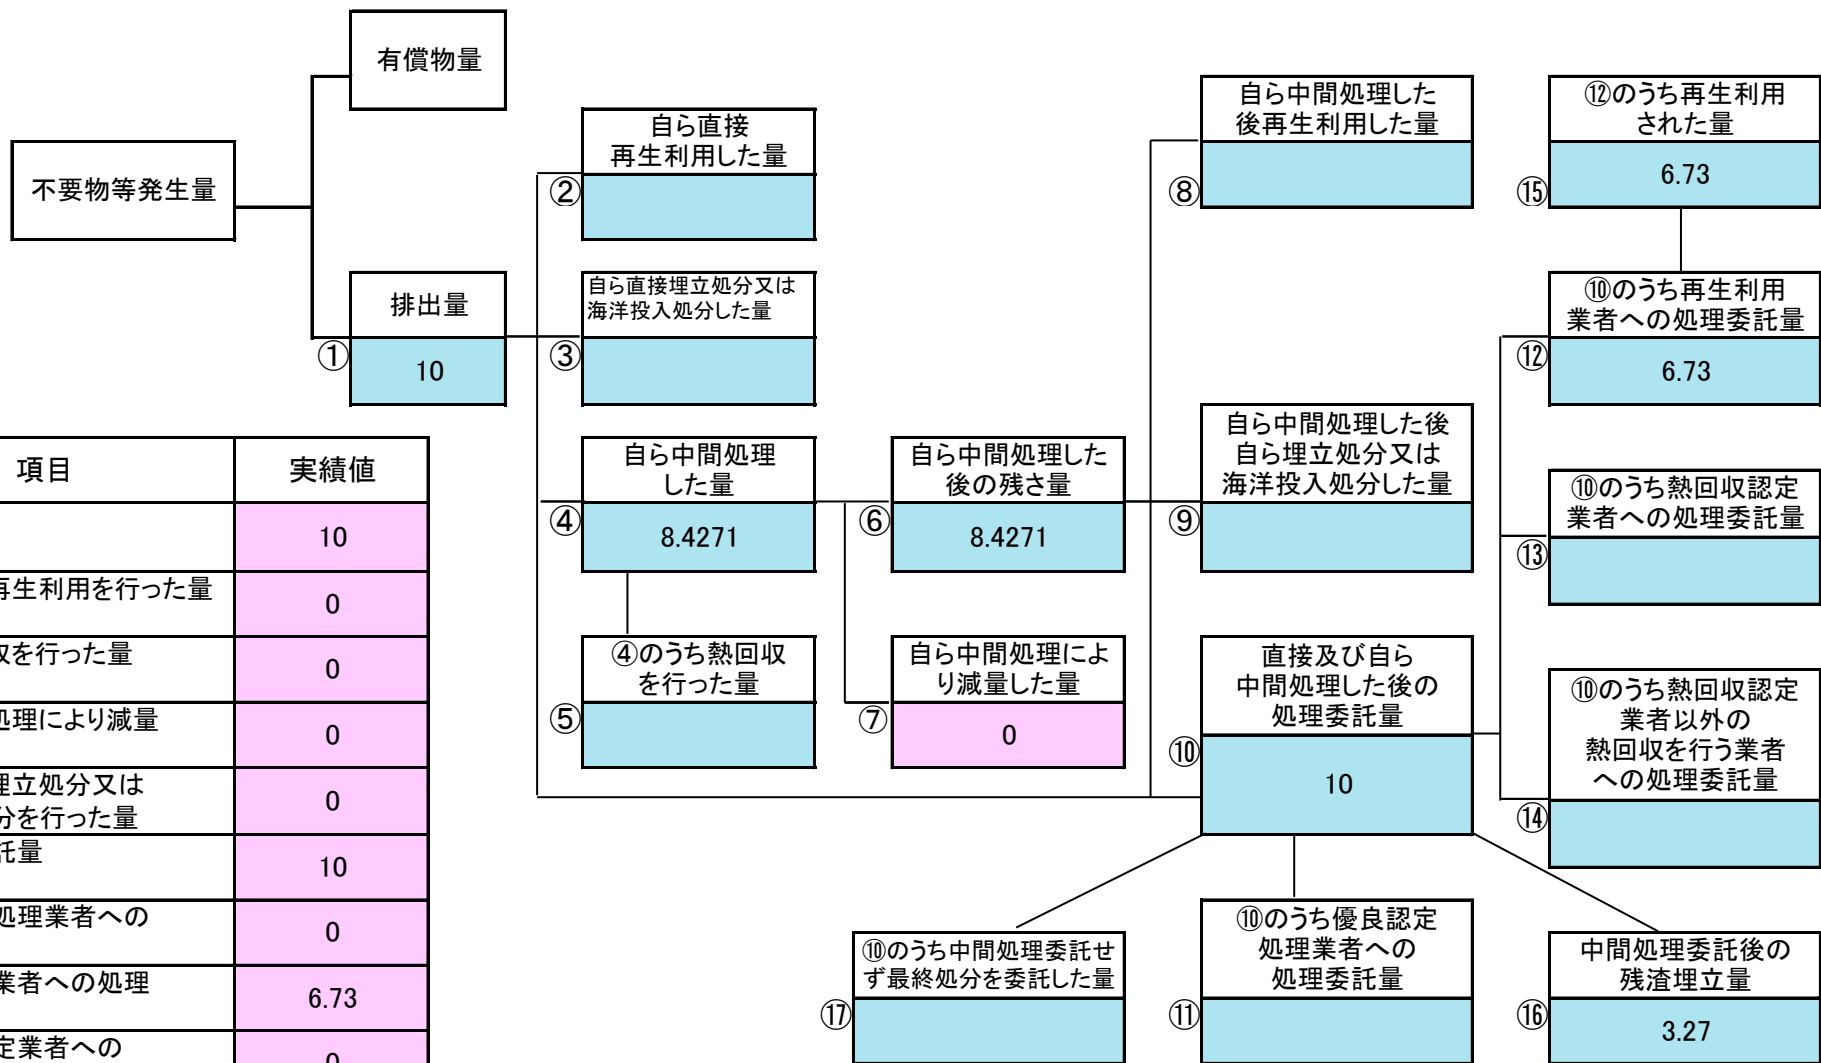 有償物量
不要物等発生量
排出量
①
10
自ら直接
再生利用した量
②
自ら直接埋立処分又は
海洋投入処分した量
③
自ら中間処理
した量
④
8.4271
④のうち熱回収
を行った量
⑤
自ら中間処理した
後の残さ量
⑥
8.4271
自ら中間処理によ
り減量した量
⑦
0
自ら中間処理した
後再生利用した量
⑧
自ら中間処理した後
自ら埋立処分又は
海洋投入処分した量
⑨
直接及び自ら
中間処理した後の
処理委託量
⑩
10
⑫のうち再生利用
された量
⑮
6.73
⑩のうち再生利用
業者への処理委託量
⑫
6.73
⑩のうち熱回収認定
業者への処理委託量
⑬
⑩のうち熱回収認定
業者以外の
熱回収を行う業者
への処理委託量
⑭
⑩のうち中間処理委託せ
ず最終処分を委託した量
⑰
⑩のうち優良認定
処理業者への
処理委託量
⑪
中間処理委託後の
残渣埋立量
⑯
3.27
項目
実績値
10
再生利用を行った量
0
を行った量
0
処理により減量
0
埋立処分又は
分を行った量
0
託量
10
処理業者への
0
業者への処理
6.73
定業者への
0